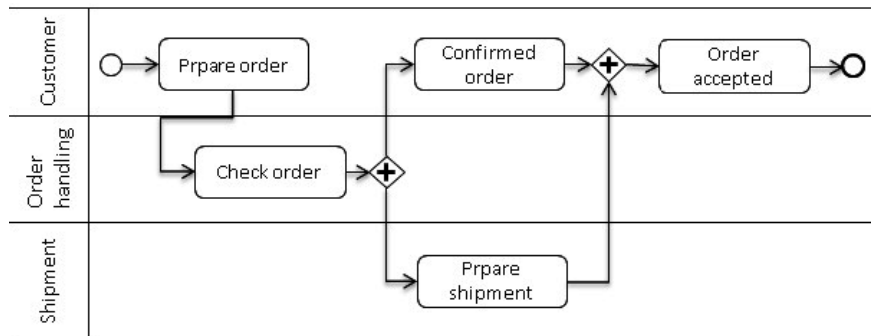 Customer
Prpare order
Confirmed
order
Order
accepted
Order
handling
Check order
Shipment
Prpare
shipment